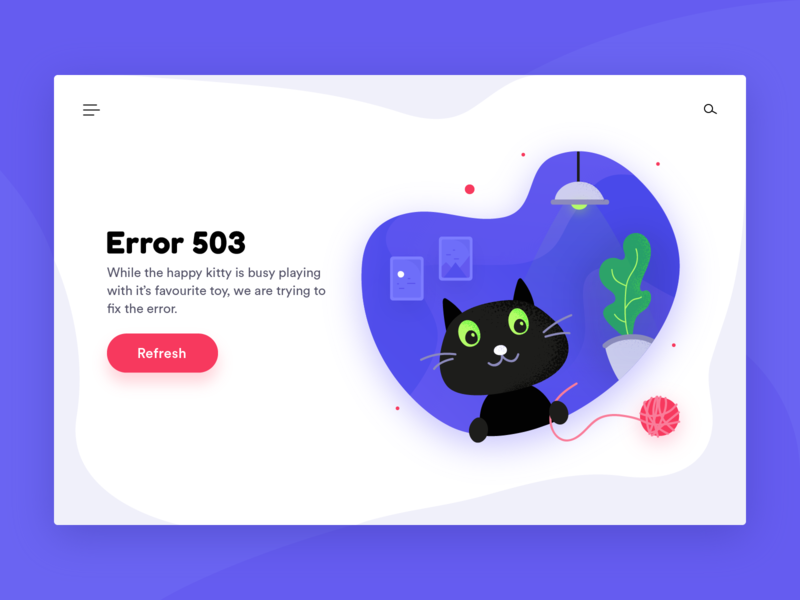 Error 503
While the happy kitty is busy playing
with it's favourite toy, we are trying to
fix the error.
Refresh